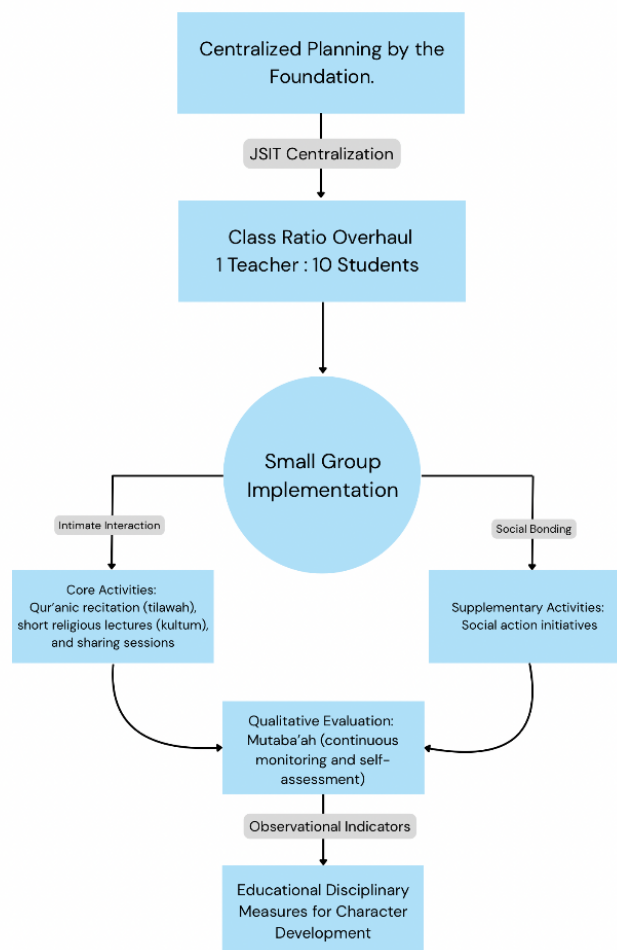 Centralized Planning by the
Foundation.
JSIT Centralization
Class Ratio Overhaul
1 Teacher : 10 Students
Small Group
Implementation
Intimate Interaction
Social Bonding
Core Activities:
Qur'anic recitation (tilawah),
short religious lectures (kultum),
and sharing sessions
Supplementary Activities:
Social action initiatives
Qualitative Evaluation:
Mutaba'ah (continuous
monitoring and self-
assessment)
Observational Indicators
Educational Disciplinary
Measures for Character
Development